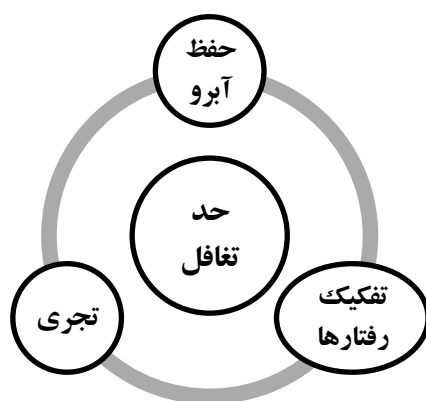 حفظ
آبرو
حد
تغافل
تفکیک
رفتارها
تجری